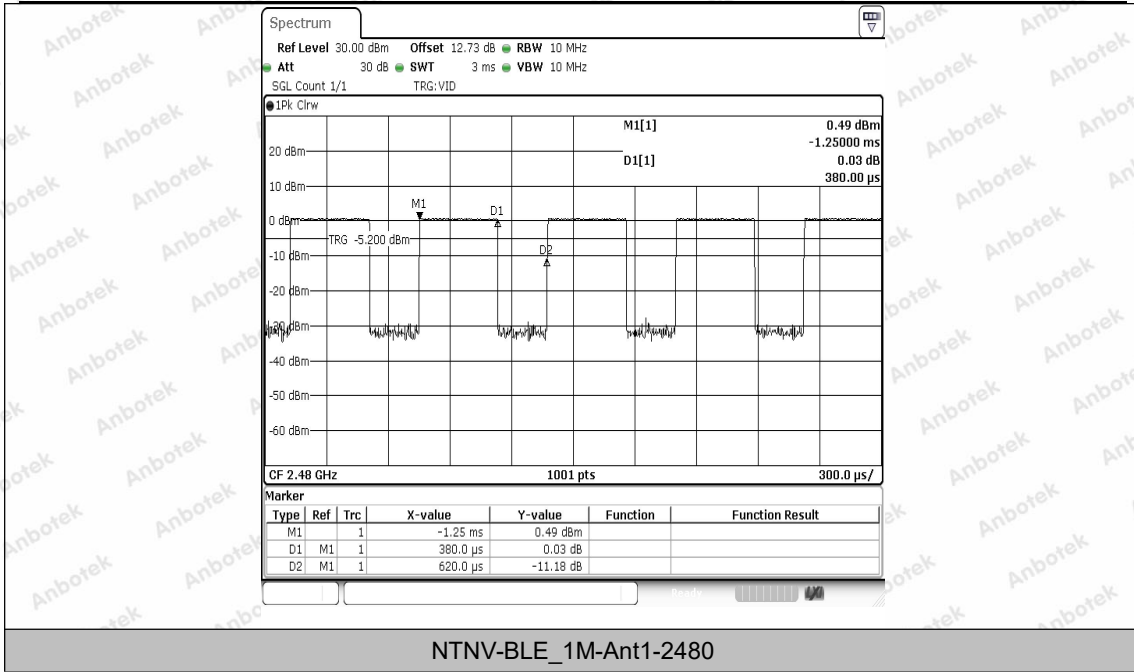 Spectrum
Ref Level 30.00 dBm Offset 12.73 dB RBW 10 MHz
Att 30 dB SWT 3 ms VBW 10 MHz
SGL Count 1/1 TRG:VID
1Pk Clrw
M1[1] 0.49 dBm
-1.25000 ms
20 dBm
D1[1] 0.03 dB
380.00 µs
10 dBm
M1
D1
0 dBm
TRG -5.200 dBm
D2
-10 dBm
-20 dBm
-30 dBm
-40 dBm
-50 dBm
-60 dBm
CF 2.48 GHz 1001 pts 300.0 µs/
Marker
Type Ref Trc X-value Y-value Function Function Result
M1 1 -1.25 ms 0.49 dBm
D1 M1 1 380.0 µs 0.03 dB
D2 M1 1 620.0 µs -11.18 dB
Ready
NTNV-BLE_1M-Ant1-2480
Anbotek